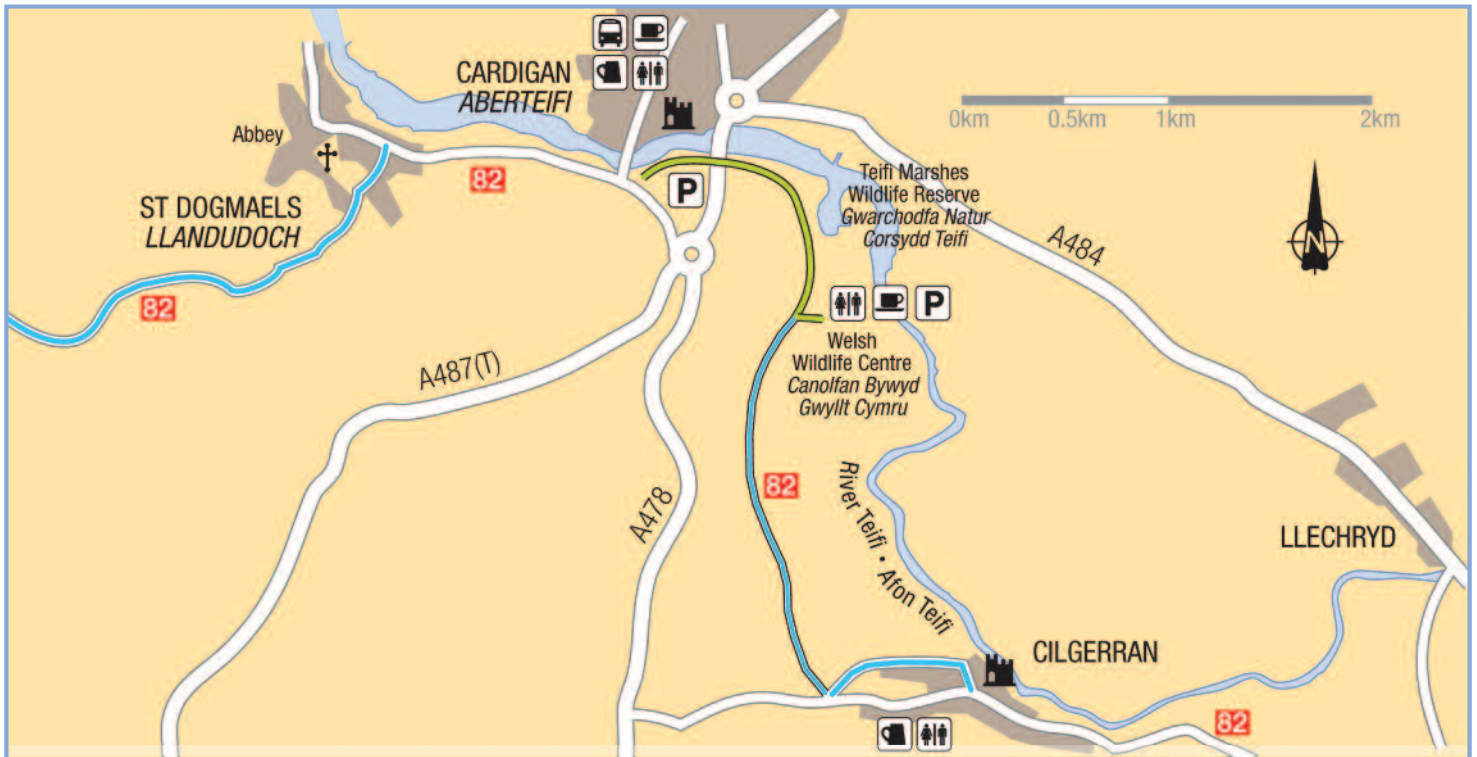 CARDIGAN
ABERTEIFI
0km 0.5km 1km 2km
Abbey
82
P
Teifi Marshes
Wildlife Reserve
Gwarchodfa Natur
Corsydd Teifi
ST DOGMAELS
LLANDUDOCH
A484
N
82
P
Welsh
Wildlife Centre
Canolfan Bywyd
Gwyllt Cymru
A487(T)
A478
82
River Teifi • Afon Teifi
LLECHRYD
CILGERRAN
82